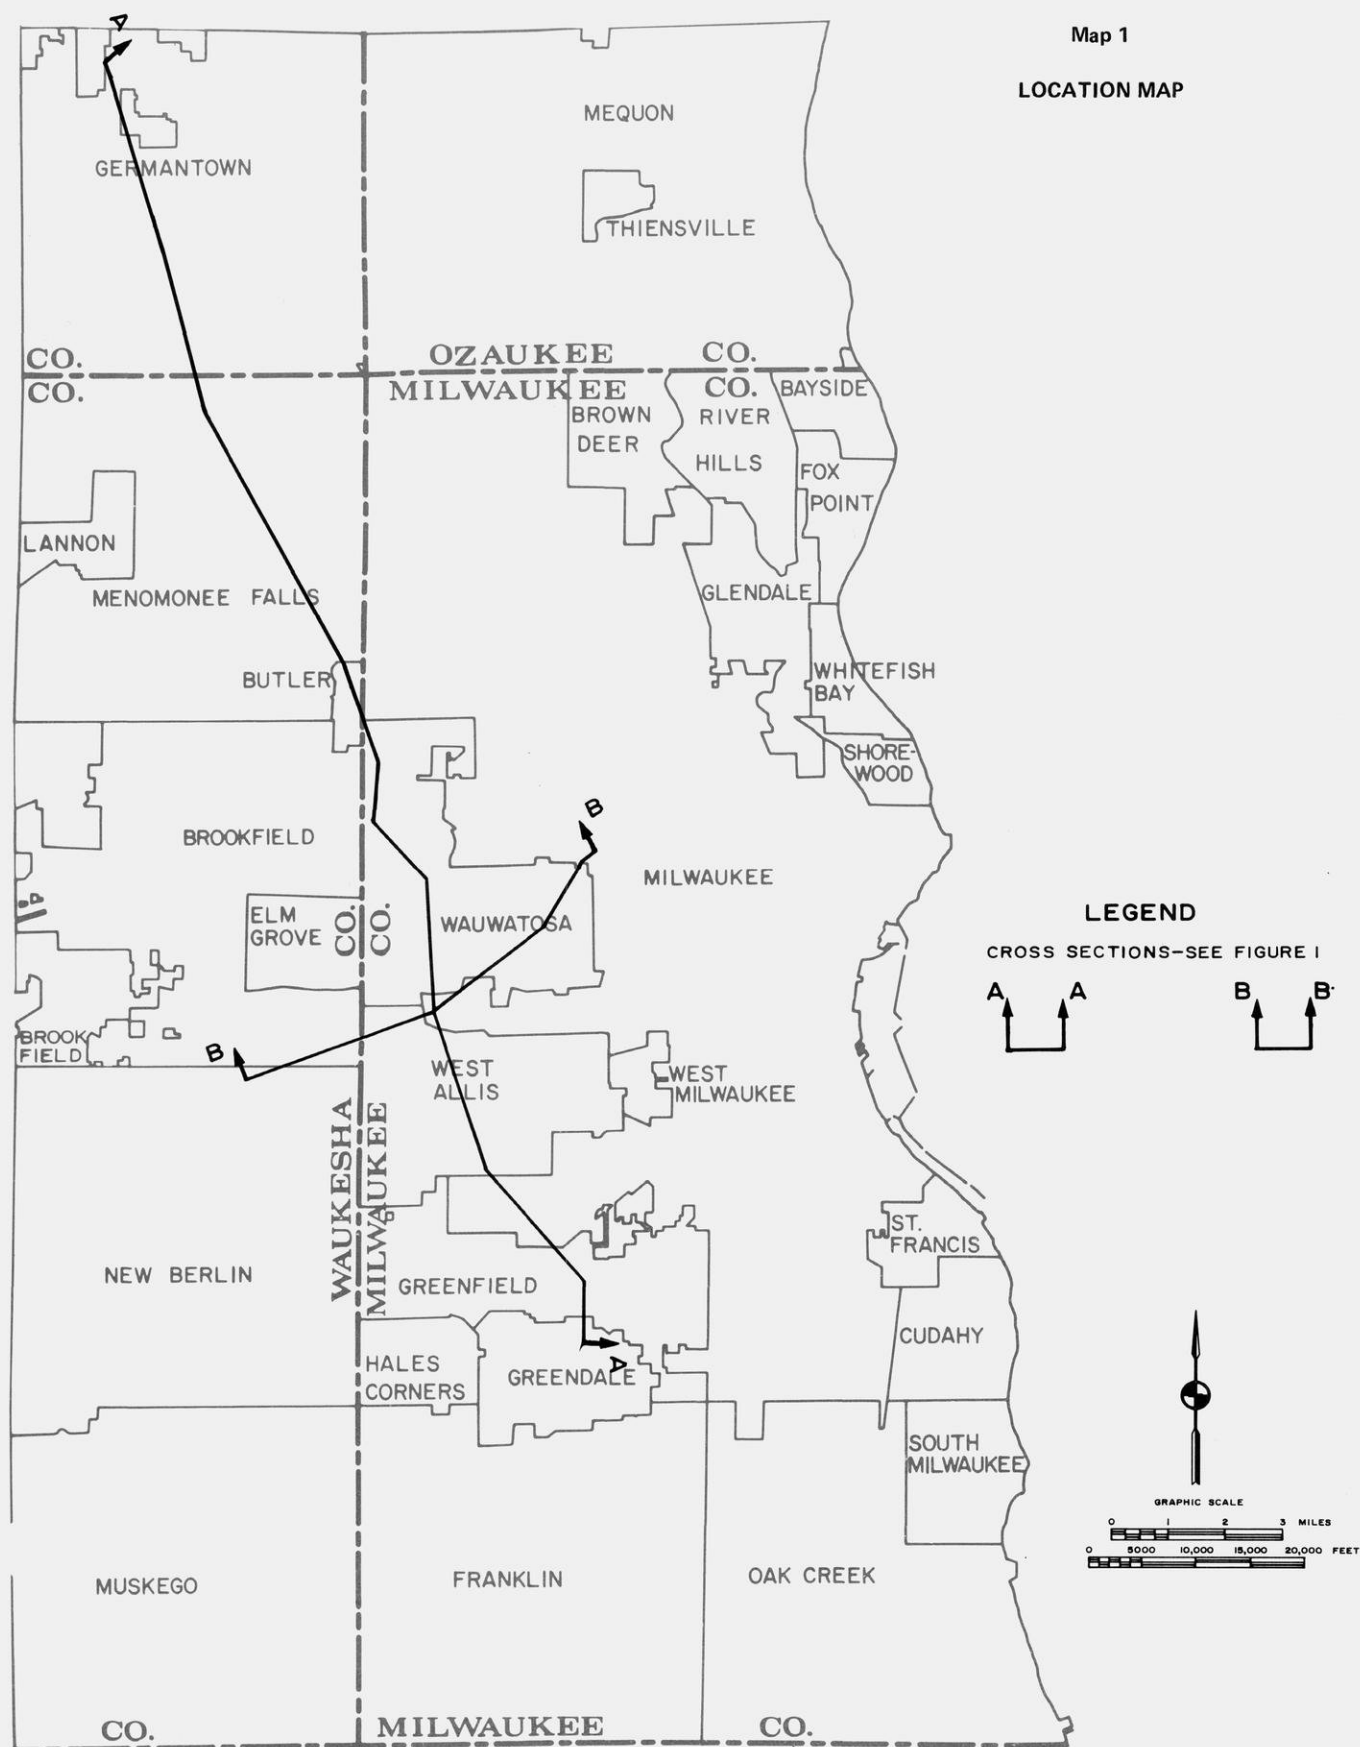 Map 1
LOCATION MAP
A
MEQUON
GERMANTOWN
THIENSVILLE
CO.
OZAUKEE CO.
CO.
MILWAUKEE CO.
BAYSIDE
BROWN
DEER
RIVER
HILLS
FOX
POINT
LANNON
MENOMONEE FALLS
GLENDALE
BUTLER
WHITEFISH
BAY
SHORE-
WOOD
B
BROOKFIELD
MILWAUKEE
ELM
GROVE
CO.
CO.
WAUWATOSA
LEGEND
CROSS SECTIONS-SEE FIGURE 1
A A B B
BROOK
FIELD
B
WEST
ALLIS
WEST
MILWAUKEE
WAUKESHA
MILWAUKEE
ST.
FRANCIS
NEW BERLIN
GREENFIELD
CUDAHY
HALES
CORNERS
GREENDALE
A
SOUTH
MILWAUKEE
GRAPHIC SCALE
0 1 2 3 MILES
0 5000 10,000 15,000 20,000 FEET
MUSKEGO
FRANKLIN
OAK CREEK
CO.
MILWAUKEE CO.